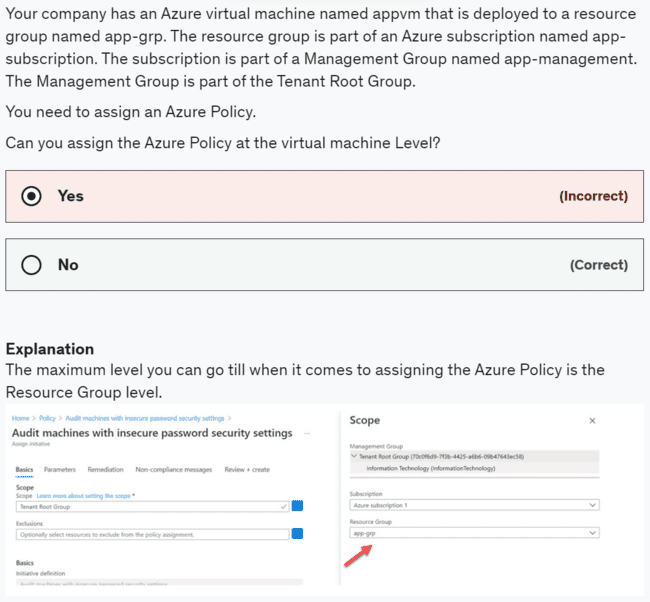 Your company has an Azure virtual machine named appvm that is deployed to a resource
group named app-grp. The resource group is part of an Azure subscription named app-
subscription. The subscription is part of a Management Group named app-management.
The Management Group is part of the Tenant Root Group.
You need to assign an Azure Policy.
Can you assign the Azure Policy at the virtual machine Level?
Yes (Incorrect)
No (Correct)
Explanation
The maximum level you can go till when it comes to assigning the Azure Policy is the
Resource Group level.
Home > Policy > Audit machines with insecure password security settings >
Audit machines with insecure password security settings ...
Assign initiative
Basics Parameters Remediation Non-compliance messages Review + create
Scope
Scope Learn more about setting the scope *
Tenant Root Group
Exclusions
Optionally select resources to exclude from the policy assignment.
Basics
Initiative definition
Audit machines with insecure password security settings
Scope
Management Group
Tenant Root Group
information Technology (InformationTechnology)
Subscription
Azure subscription 1
Resource Group
app-grp